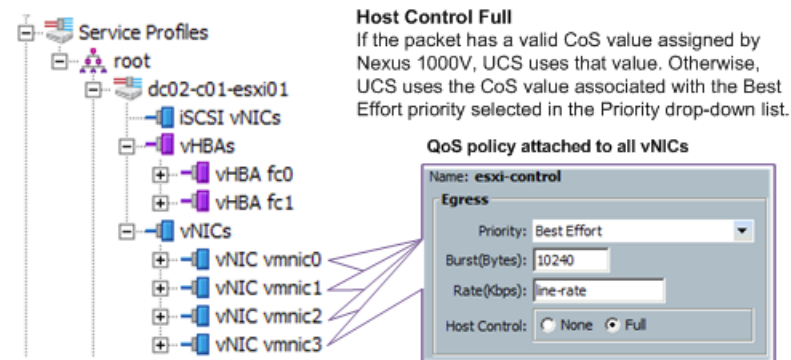 Service Profiles
root
dc02-c01-esxi01
iSCSI vNICs
vHBAs
vHBA fc0
vHBA fc1
vNICs
vNIC vmnic0
vNIC vmnic1
vNIC vmnic2
vNIC vmnic3
Host Control Full
If the packet has a valid CoS value assigned by
Nexus 1000V, UCS uses that value. Otherwise,
UCS uses the CoS value associated with the Best
Effort priority selected in the Priority drop-down list.
QoS policy attached to all vNICs
Name: esxi-control
Egress
Priority: Best Effort
Burst(Bytes): 10240
Rate(Kbps): line-rate
Host Control: None Full